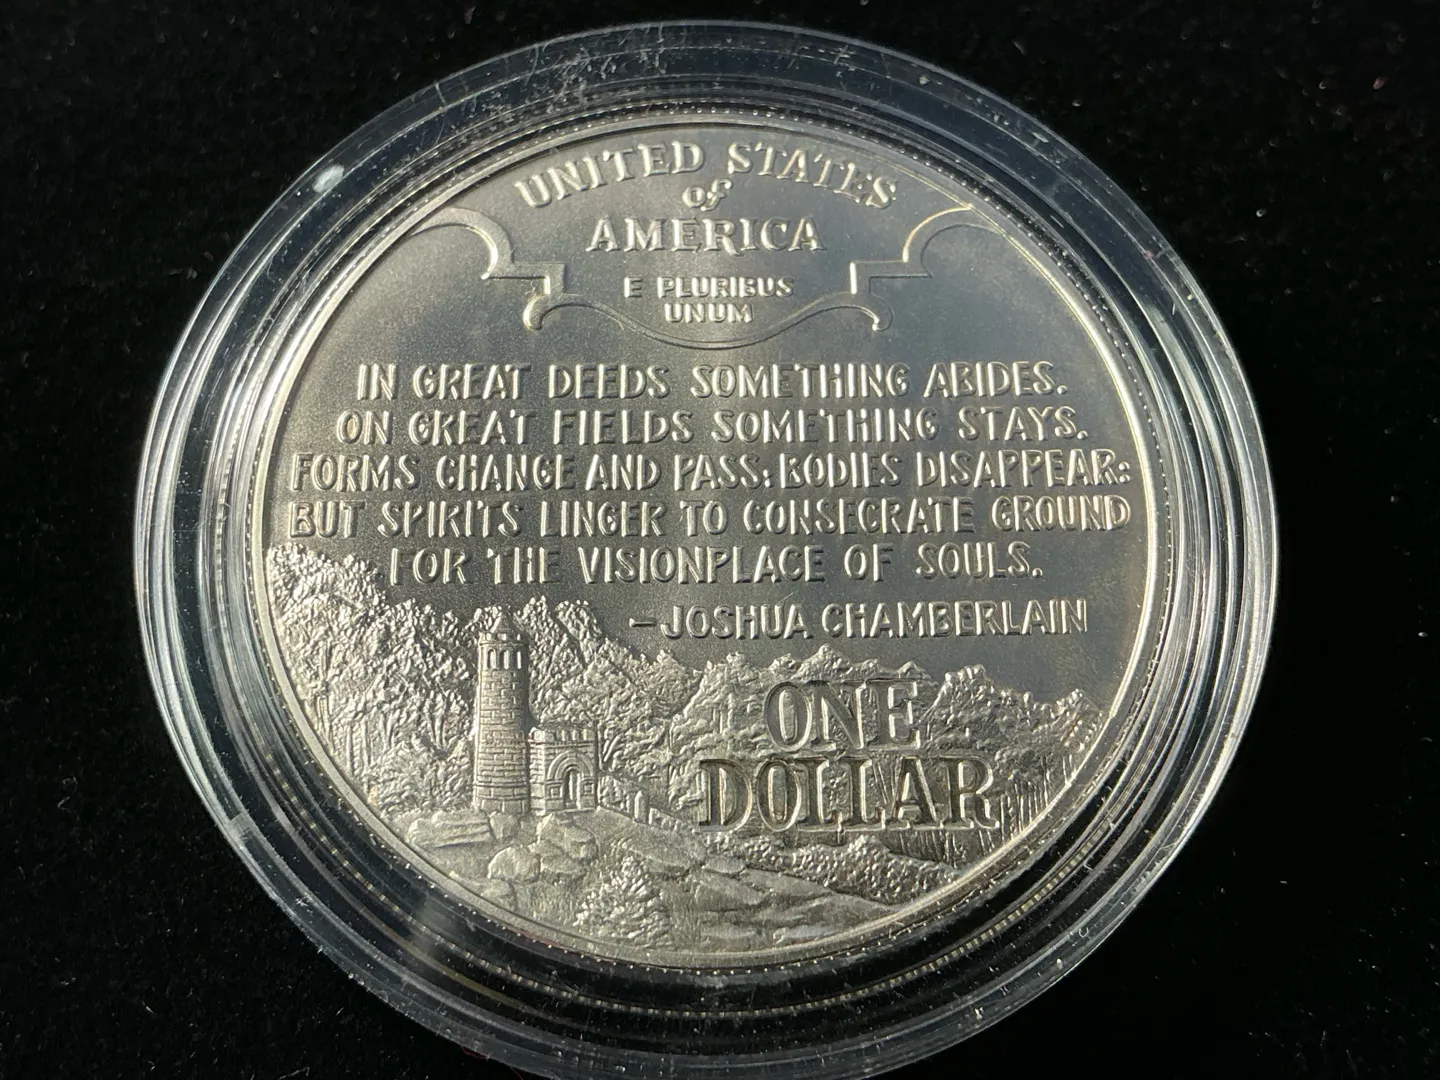 UNITED STATES
of
AMERICA
E PLURIBUS
UNUM
IN GREAT DEEDS SOMETHING ABIDES.
ON GREAT FIELDS SOMETHING STAYS.
FORMS CHANGE AND PASS; BODIES DISAPPEAR;
BUT SPIRITS LINGER TO CONSECRATE GROUND
FOR THE VISIONPLACE OF SOULS.
–JOSHUA CHAMBERLAIN
ONE
DOLLAR